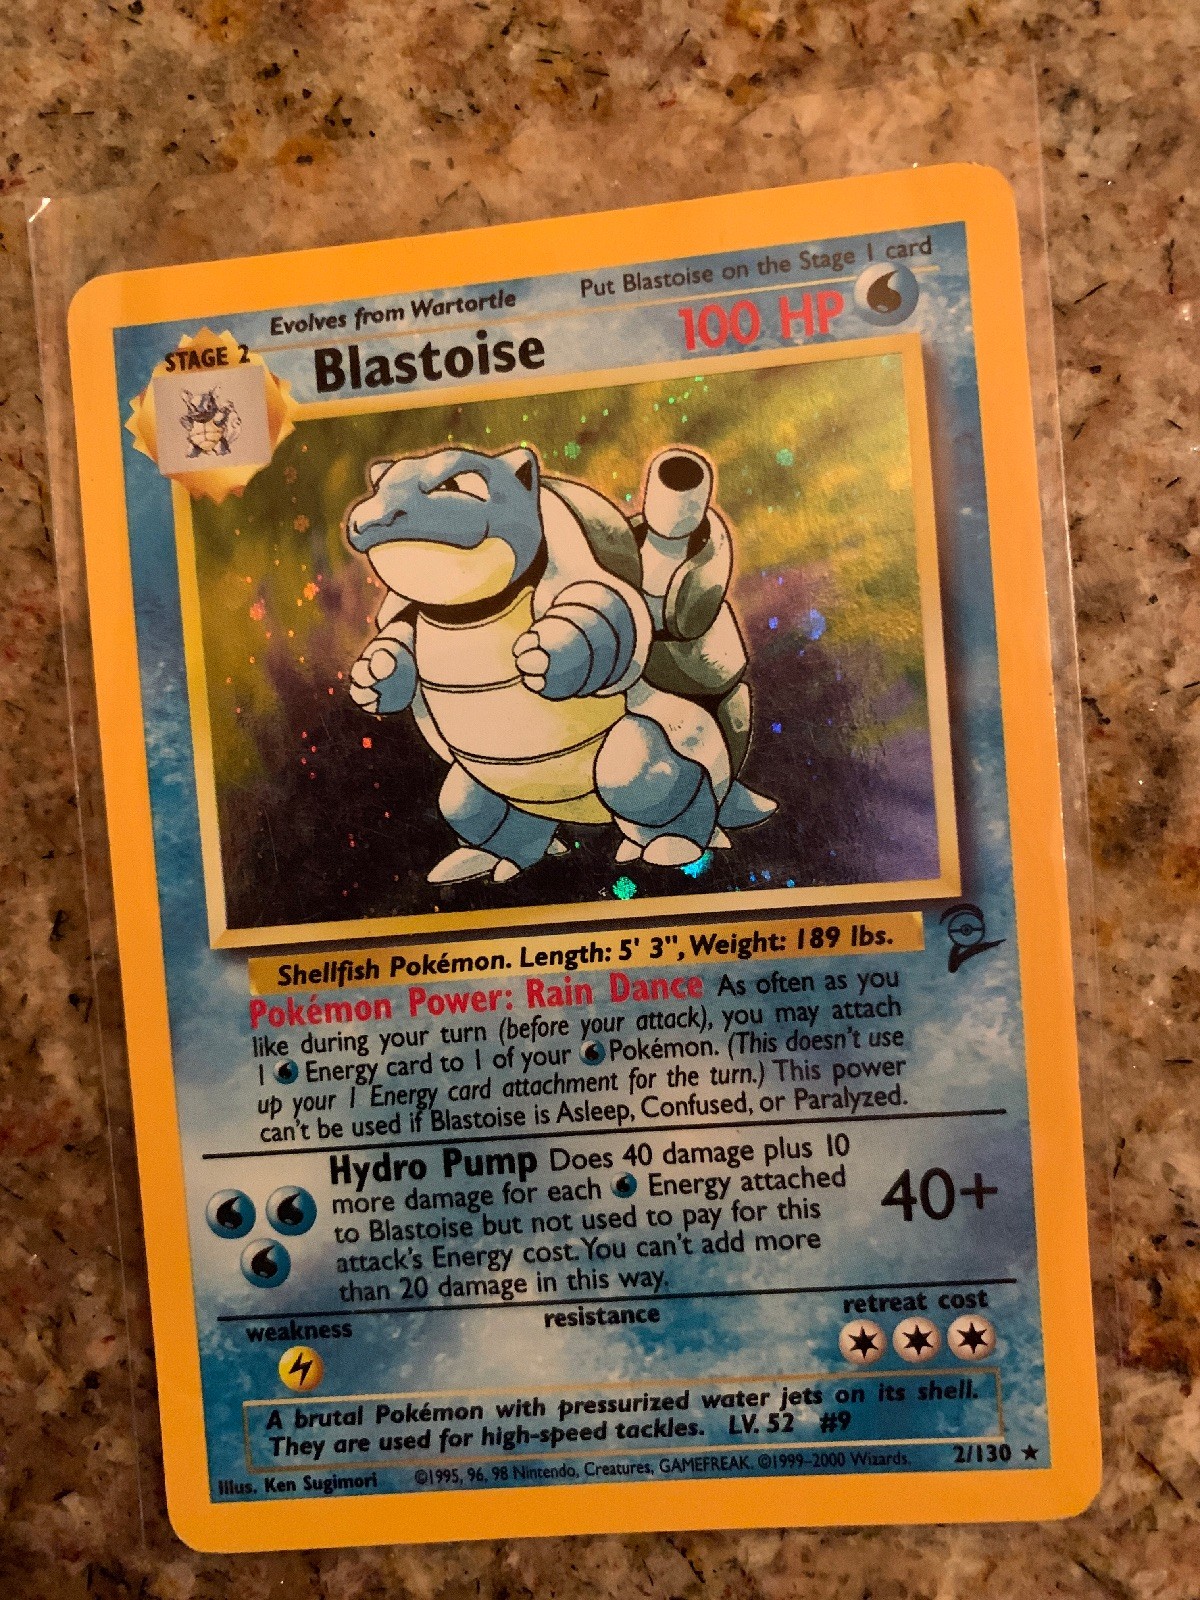 Evolves from Wartortle
Put Blastoise on the Stage 1 card
STAGE 2
Blastoise
100 HP
Shellfish Pokémon. Length: 5' 3", Weight: 189 lbs.
Pokémon Power: Rain Dance As often as you
like during your turn (before your attack), you may attach
1 Energy card to 1 of your Pokémon. (This doesn't use
up your 1 Energy card attachment for the turn.) This power
can't be used if Blastoise is Asleep, Confused, or Paralyzed.
Hydro Pump Does 40 damage plus 10
more damage for each Energy attached
to Blastoise but not used to pay for this
attack's Energy cost. You can't add more
than 20 damage in this way.
40+
weakness
resistance
retreat cost
A brutal Pokémon with pressurized water jets on its shell.
They are used for high-speed tackles. LV. 52 #9
Illus. Ken Sugimori
©1995, 96, 98 Nintendo, Creatures, GAMEFREAK. ©1999-2000 Wizards.
2/130 ★